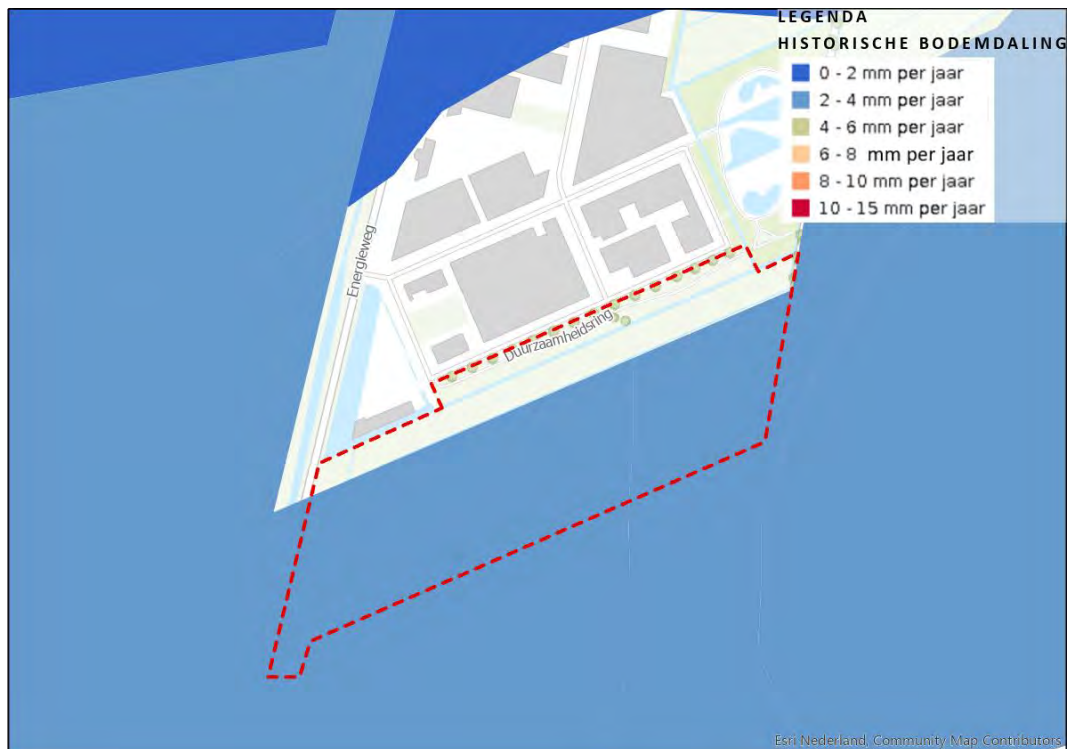 LEGENDA
HISTORISCHE BODEMDALING
0 - 2 mm per jaar
2 - 4 mm per jaar
4 - 6 mm per jaar
6 - 8 mm per jaar
8 - 10 mm per jaar
10 - 15 mm per jaar
Energieweg
Duurzaamheidsring
Esri Nederland, Community Map Contributors